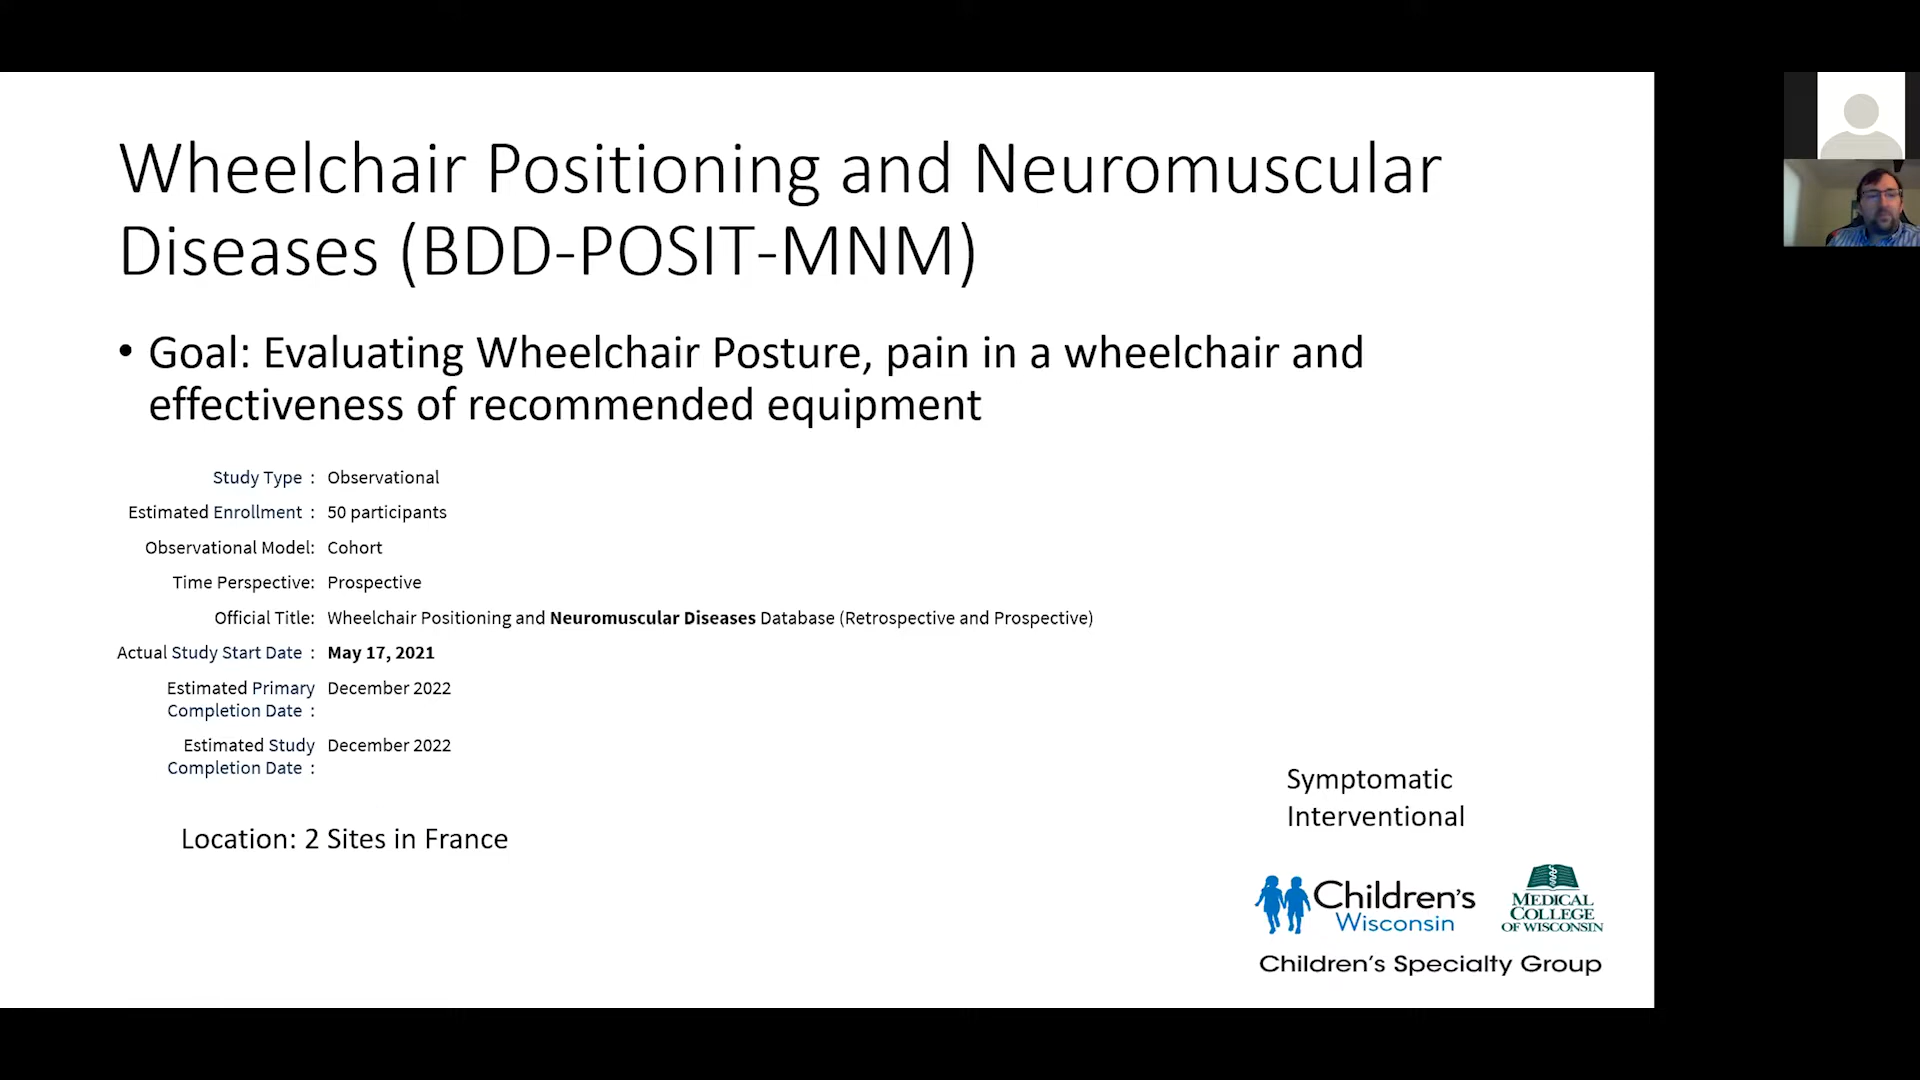 Wheelchair Positioning and Neuromuscular
Diseases (BDD-POSIT-MNM)
• Goal: Evaluating Wheelchair Posture, pain in a wheelchair and
effectiveness of recommended equipment
Study Type : Observational
Estimated Enrollment : 50 participants
Observational Model: Cohort
Time Perspective: Prospective
Official Title: Wheelchair Positioning and Neuromuscular Diseases Database (Retrospective and Prospective)
Actual Study Start Date : May 17, 2021
Estimated Primary December 2022
Completion Date :
Estimated Study December 2022
Completion Date :
Location: 2 Sites in France
Symptomatic
Interventional
Children's
Wisconsin
MEDICAL
COLLEGE
OF WISCONSIN
Children's Specialty Group